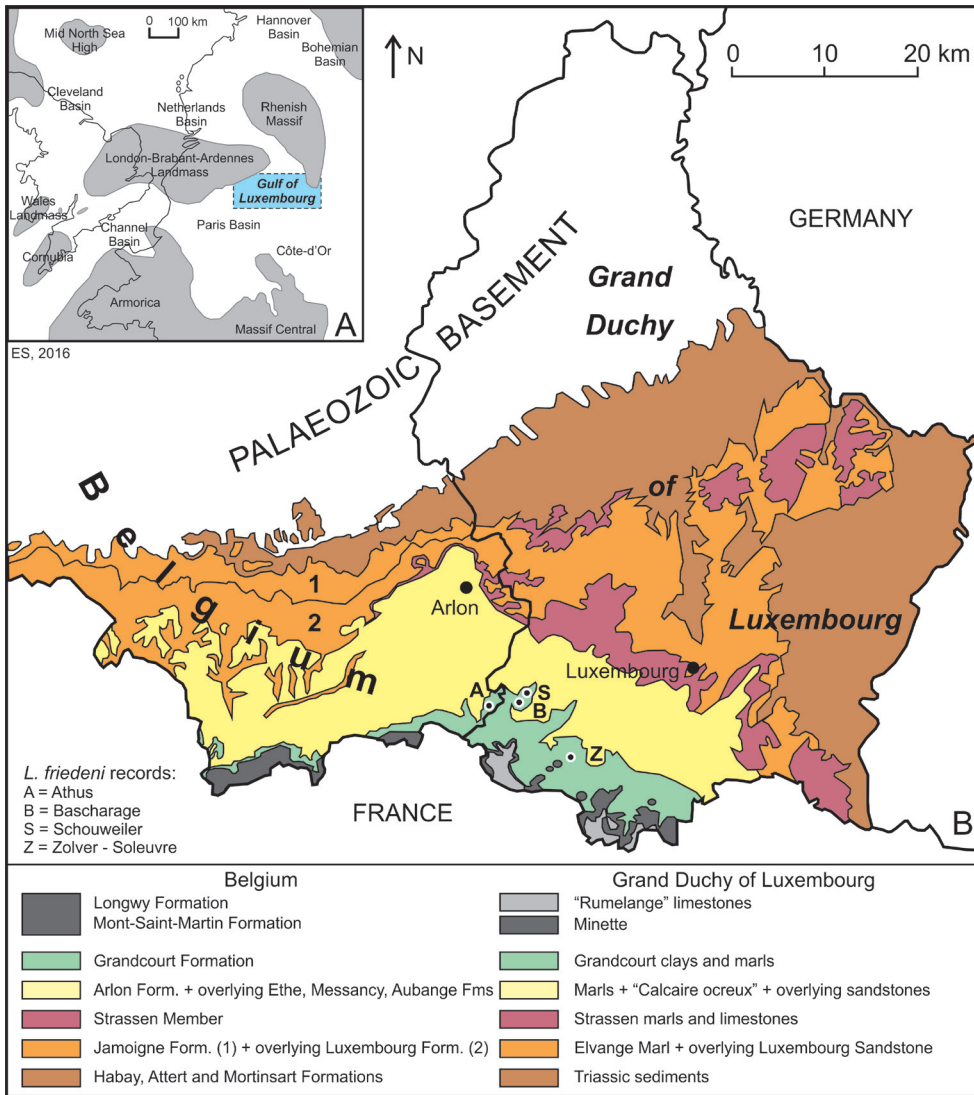 Mid North Sea
High
0 100 km
Hannover
Basin
Bohemian
Basin
Cleveland
Basin
Netherlands
Basin
Rhenish
Massif
London-Brabant-Ardennes
Landmass
Gulf of
Luxembourg
Wales
Landmass
Channel
Basin
Paris Basin
Cornubia
Côte-d'Or
Armorica
Massif Central
A
ES, 2016
N
0 10 20 km
GERMANY
PALAEOZOIC BASEMENT
Grand
Duchy
of
Luxembourg
Belgium
1
2
Arlon
Luxembourg
A
S
B
Z
FRANCE
B
L. friedeni records:
A = Athus
B = Bascharage
S = Schouweiler
Z = Zolver - Soleuvre
Belgium
Longwy Formation
Mont-Saint-Martin Formation
Grandcourt Formation
Arlon Form. + overlying Ethe, Messancy, Aubange Fms
Strassen Member
Jamoigne Form. (1) + overlying Luxembourg Form. (2)
Habay, Attert and Mortinsart Formations
Grand Duchy of Luxembourg
"Rumelange" limestones
Minette
Grandcourt clays and marls
Marls + "Calcaire ocreux" + overlying sandstones
Strassen marls and limestones
Elvange Marl + overlying Luxembourg Sandstone
Triassic sediments